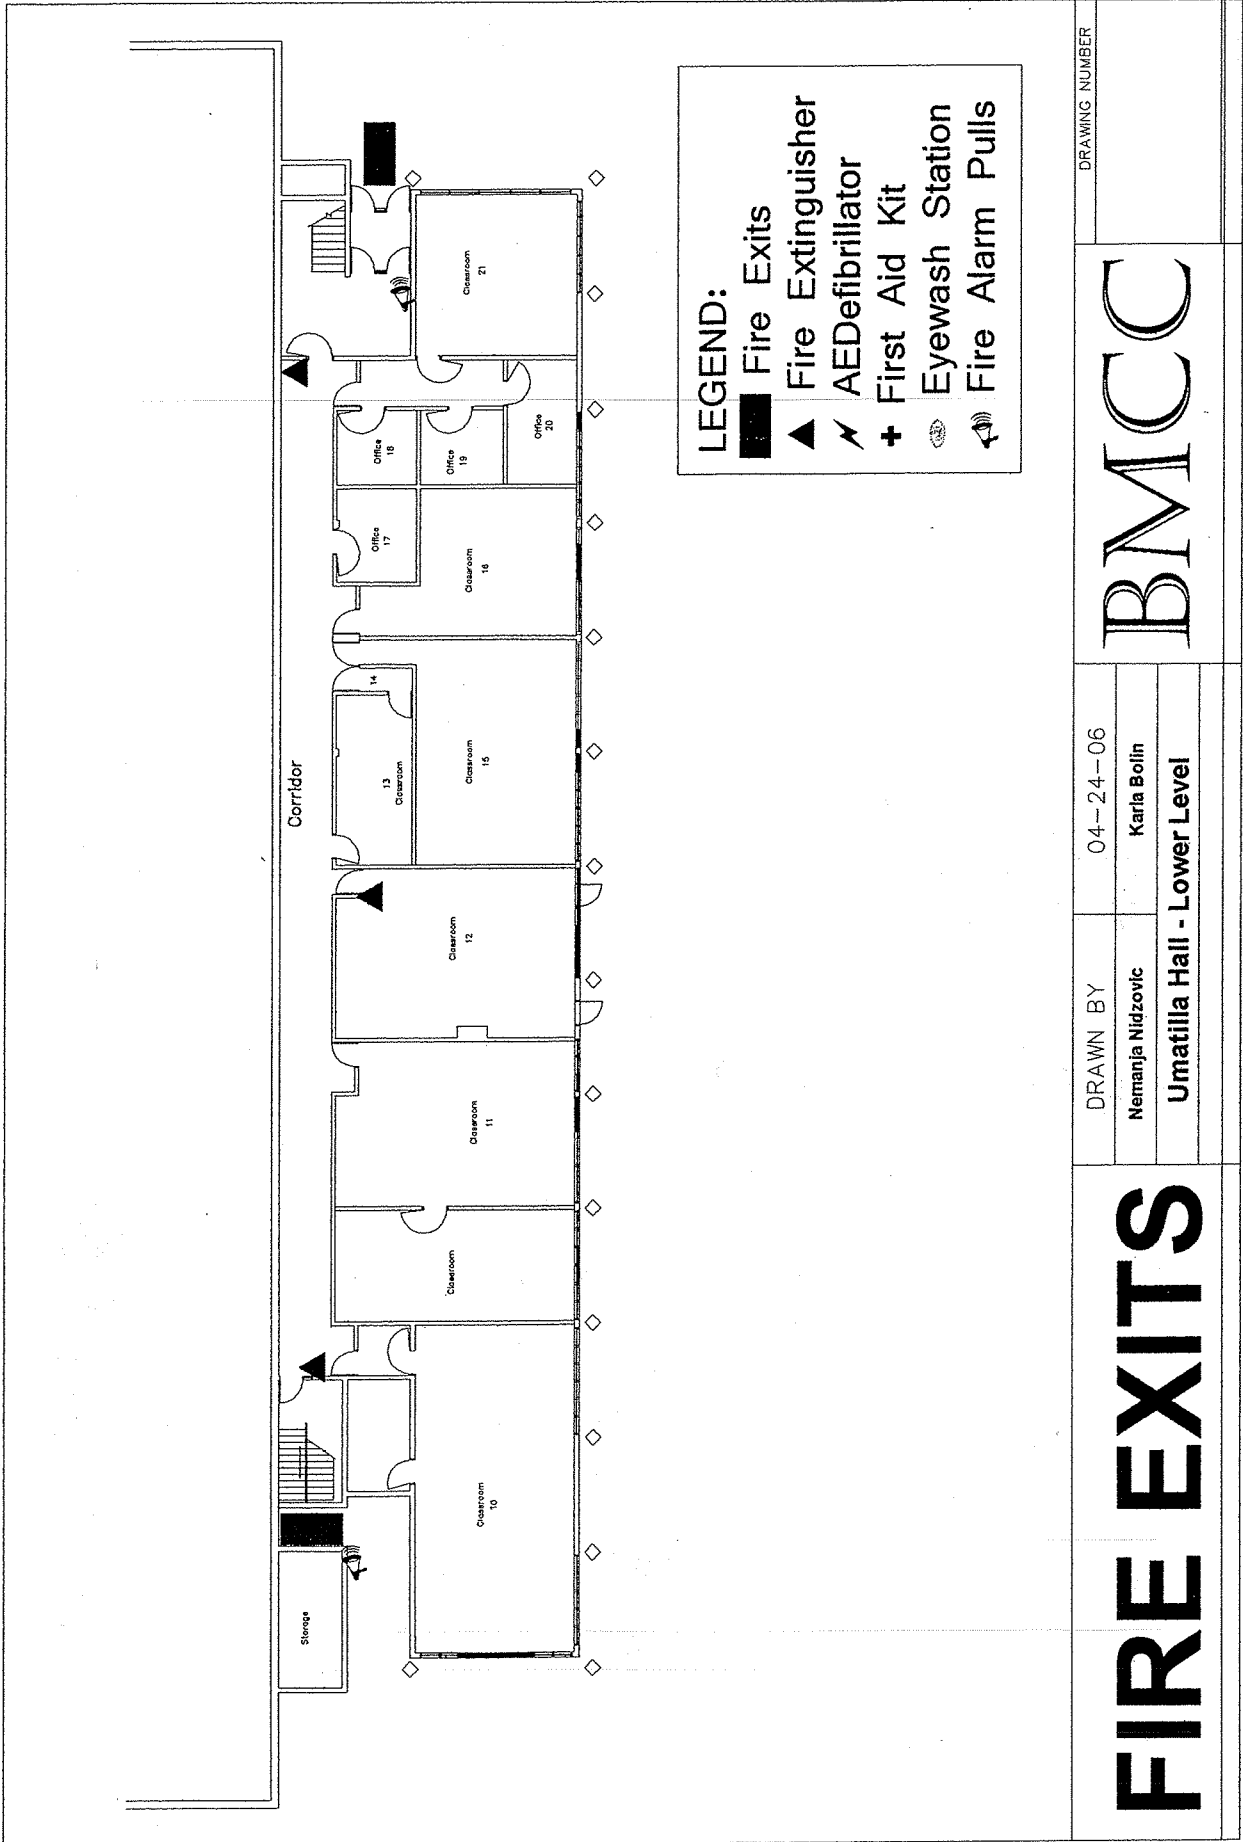 Storage
Classroom
10
Classroom
Classroom
11
Classroom
12
Corridor
13
Classroom
14
Classroom
15
Classroom
16
Office
17
Office
18
Office
19
Office
20
Classroom
21
LEGEND:
Fire Exits
Fire Extinguisher
AEDefibrillator
First Aid Kit
Eyewash Station
Fire Alarm Pulls
FIRE EXITS
DRAWN BY
04-24-06
Nemanja Nidzovic
Karla Bolin
Umatilla Hall - Lower Level
BMCC
DRAWING NUMBER